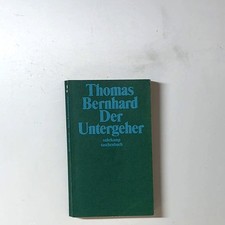 Thomas
Bernhard
Der
Untergeher
suhrkamp
taschenbuch